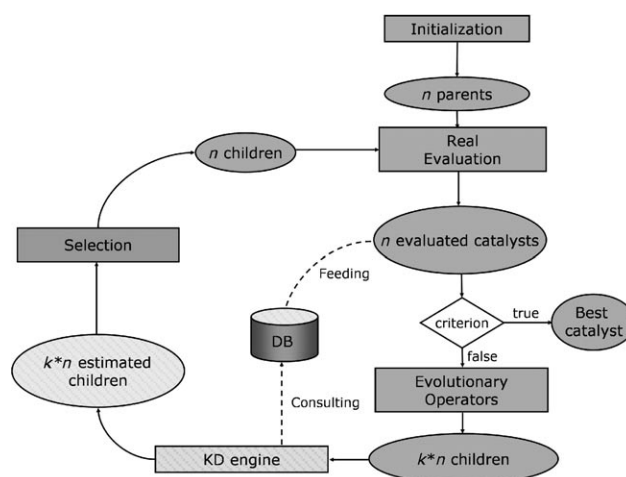 Initialization
n parents
Real
Evaluation
n children
Selection
n evaluated catalysts
Feeding
criterion
true
Best
catalyst
false
DB
k*n estimated
children
Evolutionary
Operators
Consulting
KD engine
k*n children